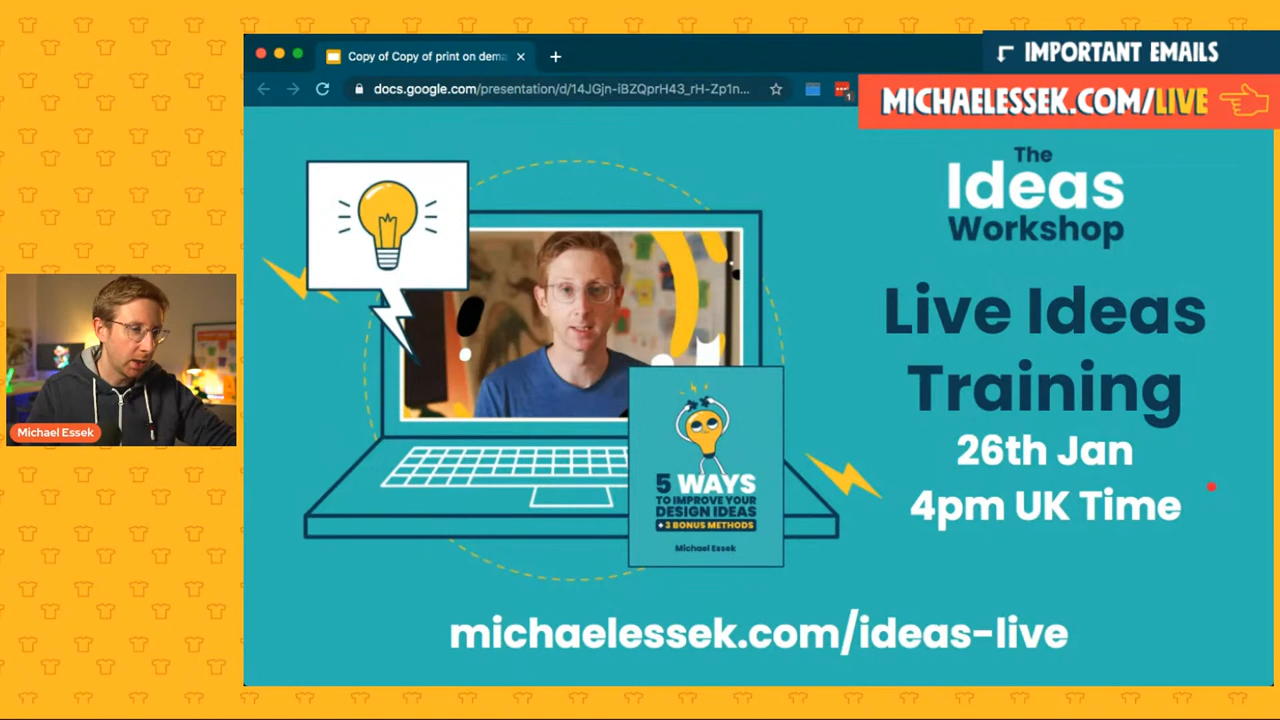 Copy of Copy of print on dema
docs.google.com/presentation/d/14JGjn-iBZQprH43_rH-Zp1n...
1
IMPORTANT EMAILS
MICHAELESSEK.COM/LIVE
The
Ideas
Workshop
Live Ideas
Training
26th Jan
4pm UK Time
5 WAYS
TO IMPROVE YOUR
DESIGN IDEAS
+ 3 BONUS METHODS
Michael Essek
Michael Essek
michaelessek.com/ideas-live